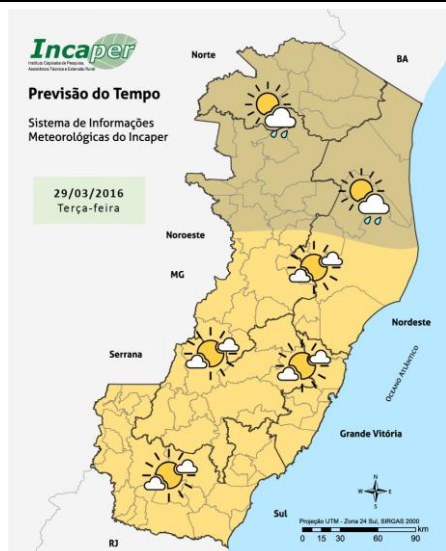 Incaper
Instituto Capixaba de Pesquisa,
Assistência Técnica e Extensão Rural
Previsão do Tempo
Sistema de Informações
Meteorológicas do Incaper
29/03/2016
Terça-feira
Norte
BA
Noroeste
MG
Nordeste
Serrana
OCEANO ATLÂNTICO
Grande Vitória
Sul
RJ
N
W
E
S
Projeção UTM - Zona 24 Sul, SIRGAS 2000
0 15 30 60 90
km